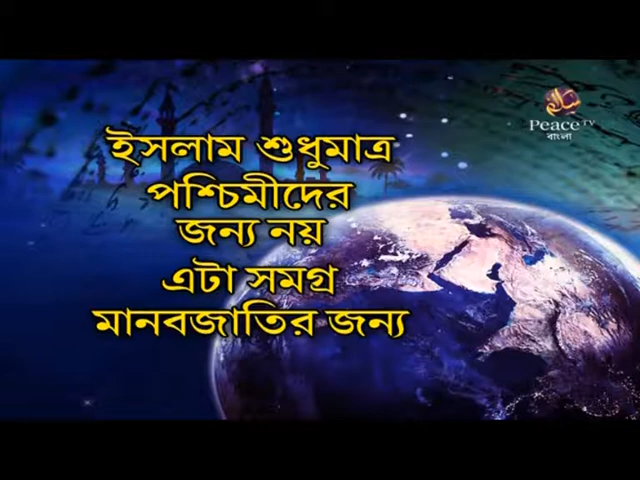 ইসলাম শুধুমাত্র
পশ্চিমীদের
জন্য নয়
এটা সমগ্র
মানবজাতির জন্য
Peace TV
বাংলা